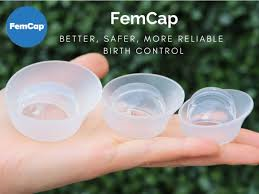 FemCap
FemCap
BETTER, SAFER, MORE RELIABLE
BIRTH CONTROL